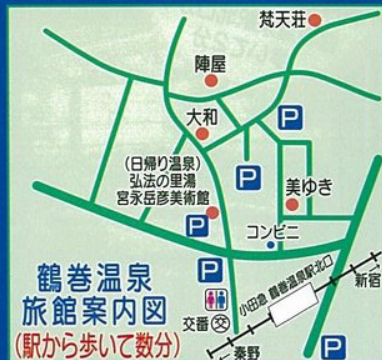 梵天荘
陣屋
大和
P
(日帰り温泉)
弘法の里湯
宮永岳彦美術館
P
P
美ゆき
P
コンビニ
鶴巻温泉
旅館案内図
(駅から歩いて数分)
P
交番 交
小田急 鶴巻温泉駅北口
新宿
← 秦野
P